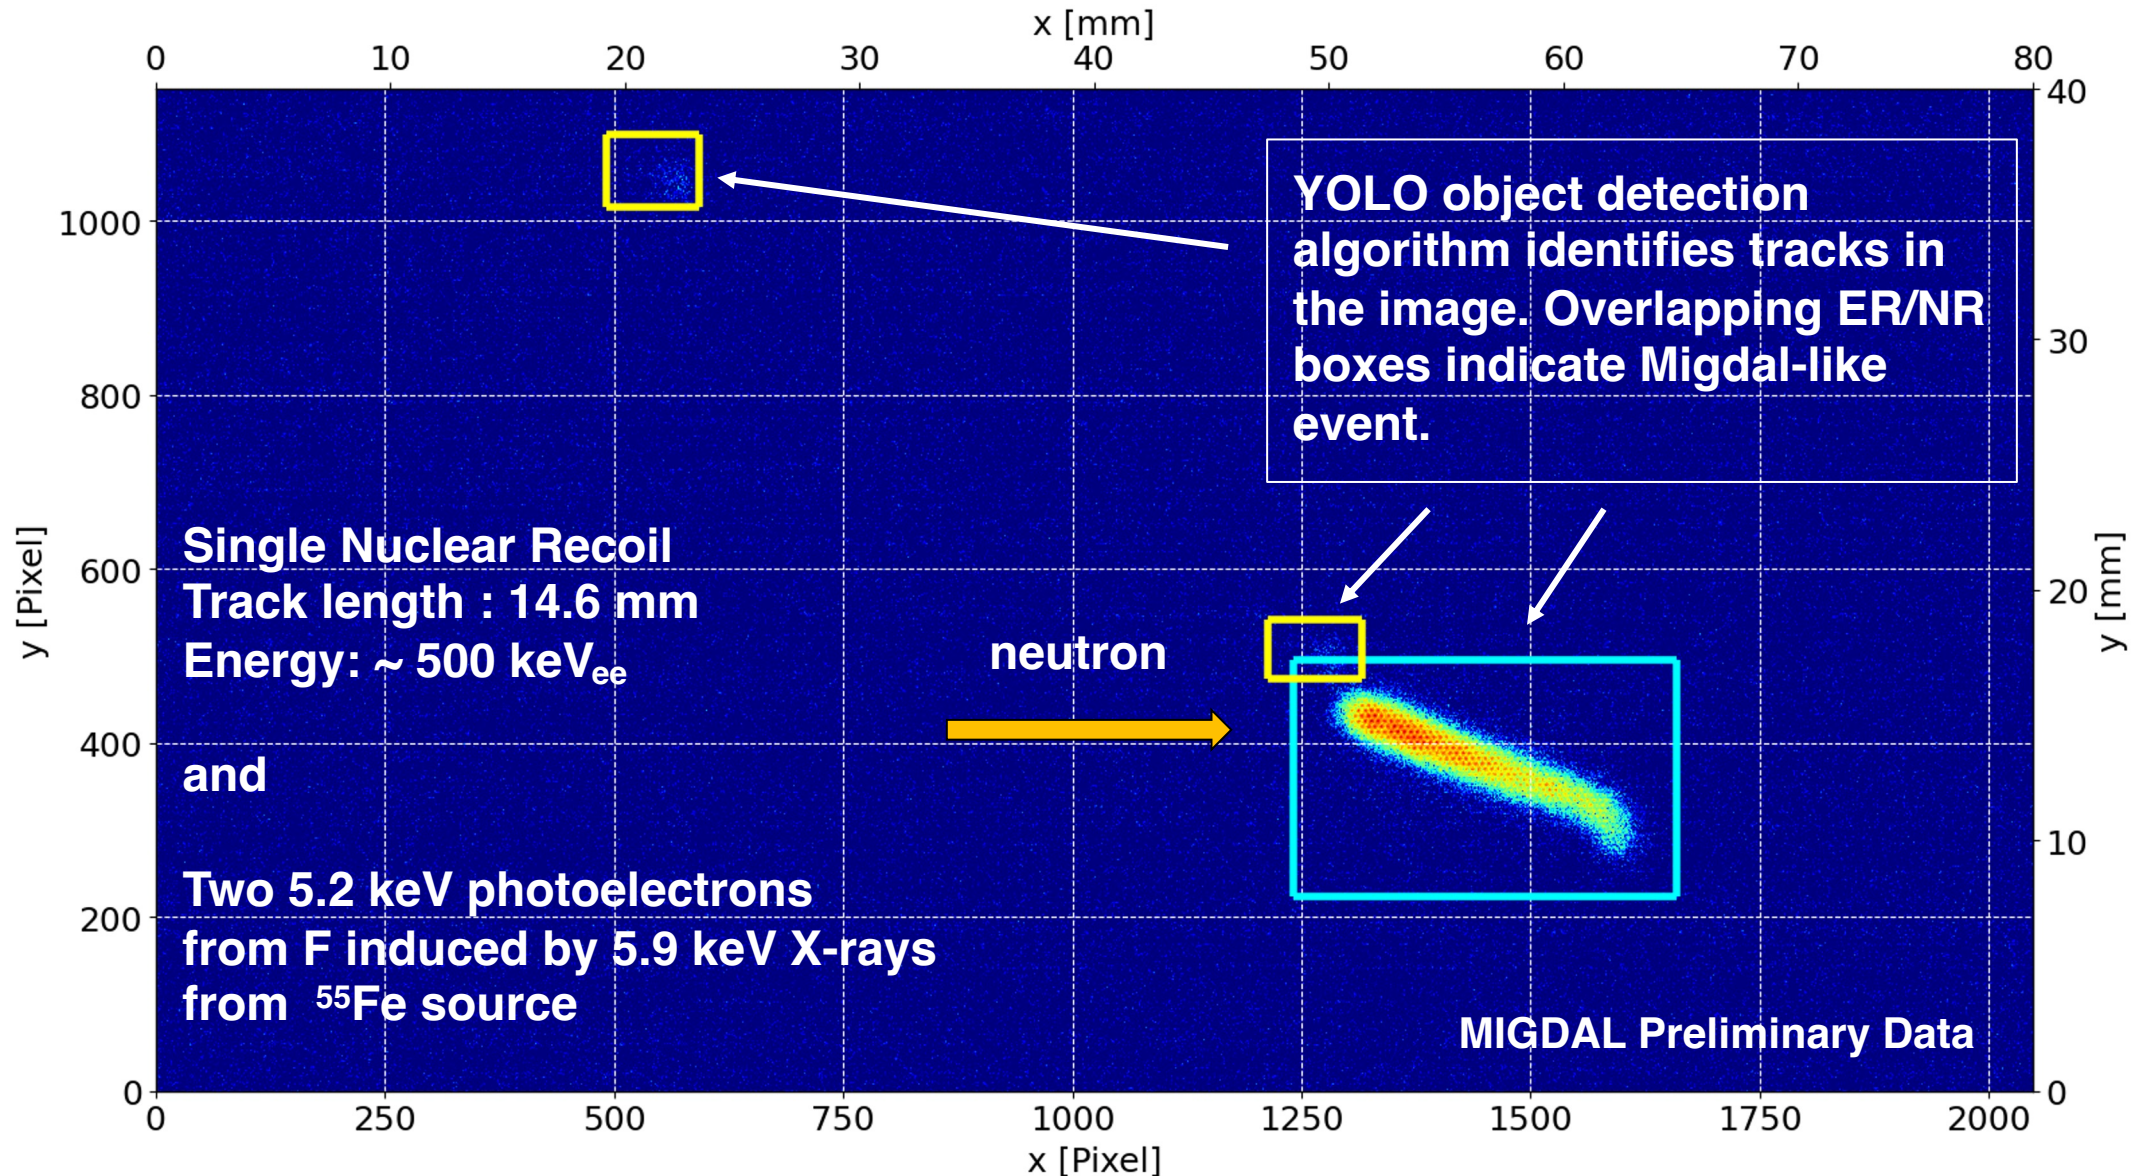 x [mm]
0 10 20 30 40 50 60 70 80
40
YOLO object detection
algorithm identifies tracks in
the image. Overlapping ER/NR
boxes indicate Migdal-like
event.
1000
30
800
Single Nuclear Recoil
Track length : 14.6 mm
Energy: ~ 500 keVee
600
20
y [Pixel]
y [mm]
neutron
400
and
10
Two 5.2 keV photoelectrons
from F induced by 5.9 keV X-rays
from 55Fe source
200
MIGDAL Preliminary Data
0
0
0 250 500 750 1000 1250 1500 1750 2000
x [Pixel]